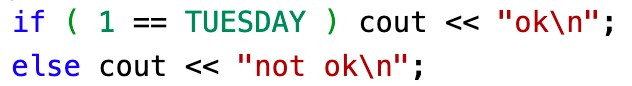 if ( 1 == TUESDAY ) cout << "ok\n";
else cout << "not ok\n";